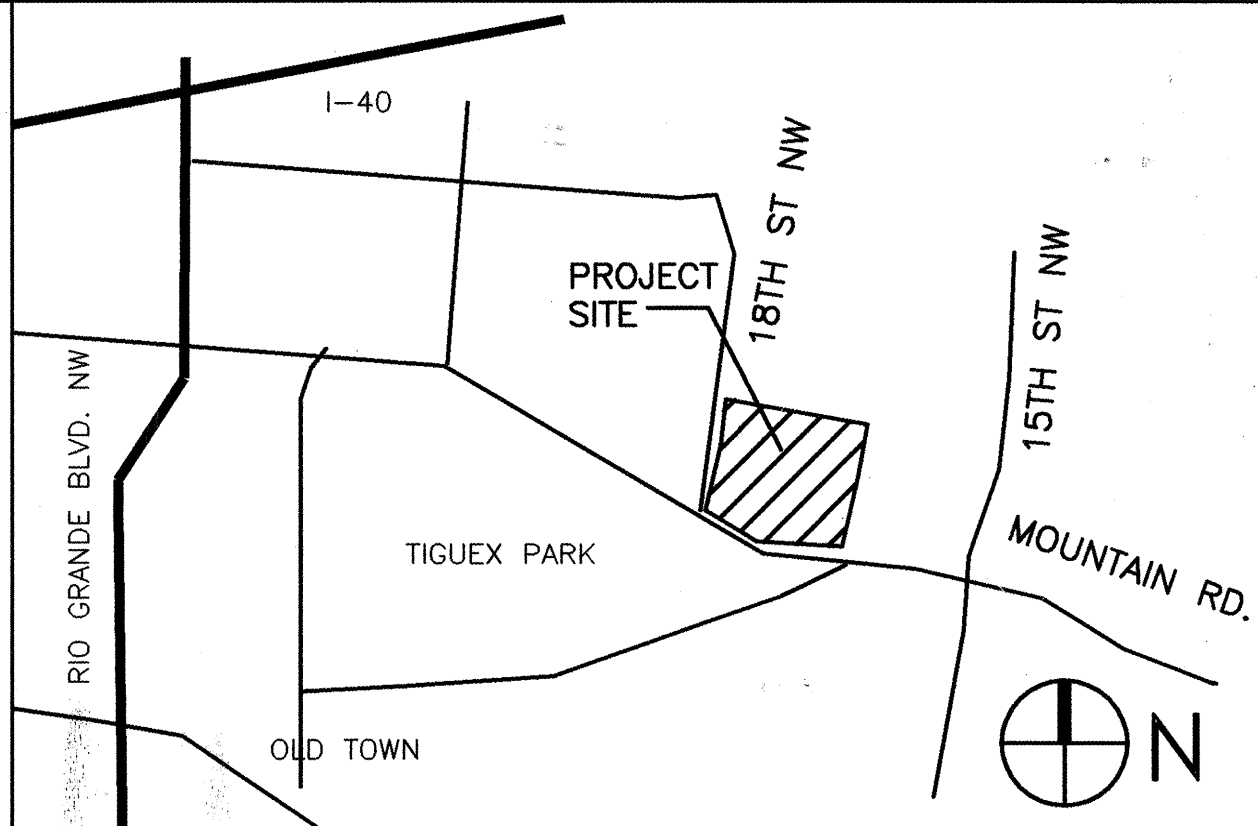 I-40
18TH ST NW
PROJECT
SITE
15TH ST NW
RIO GRANDE BLVD. NW
MOUNTAIN RD.
TIGUEX PARK
OLD TOWN
N